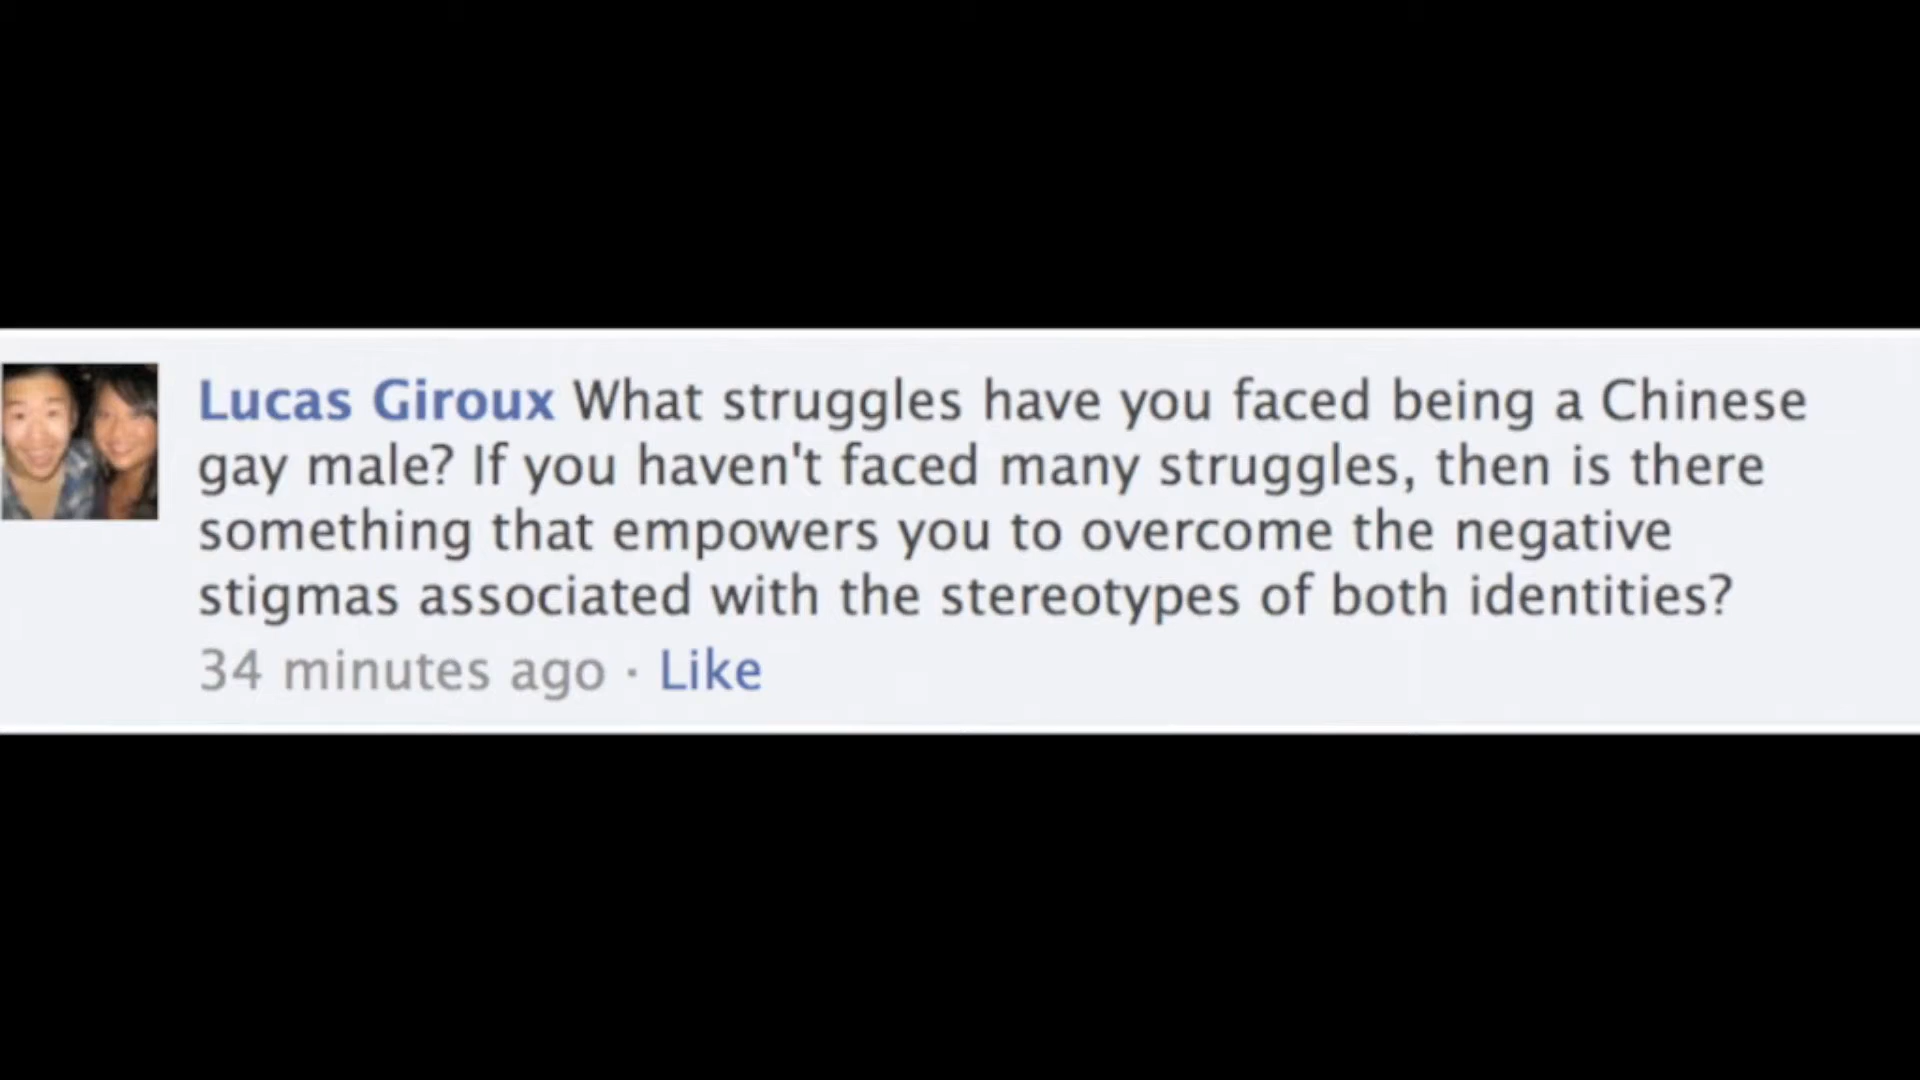 Lucas Giroux What struggles have you faced being a Chinese
gay male? If you haven't faced many struggles, then is there
something that empowers you to overcome the negative
stigmas associated with the stereotypes of both identities?
34 minutes ago · Like